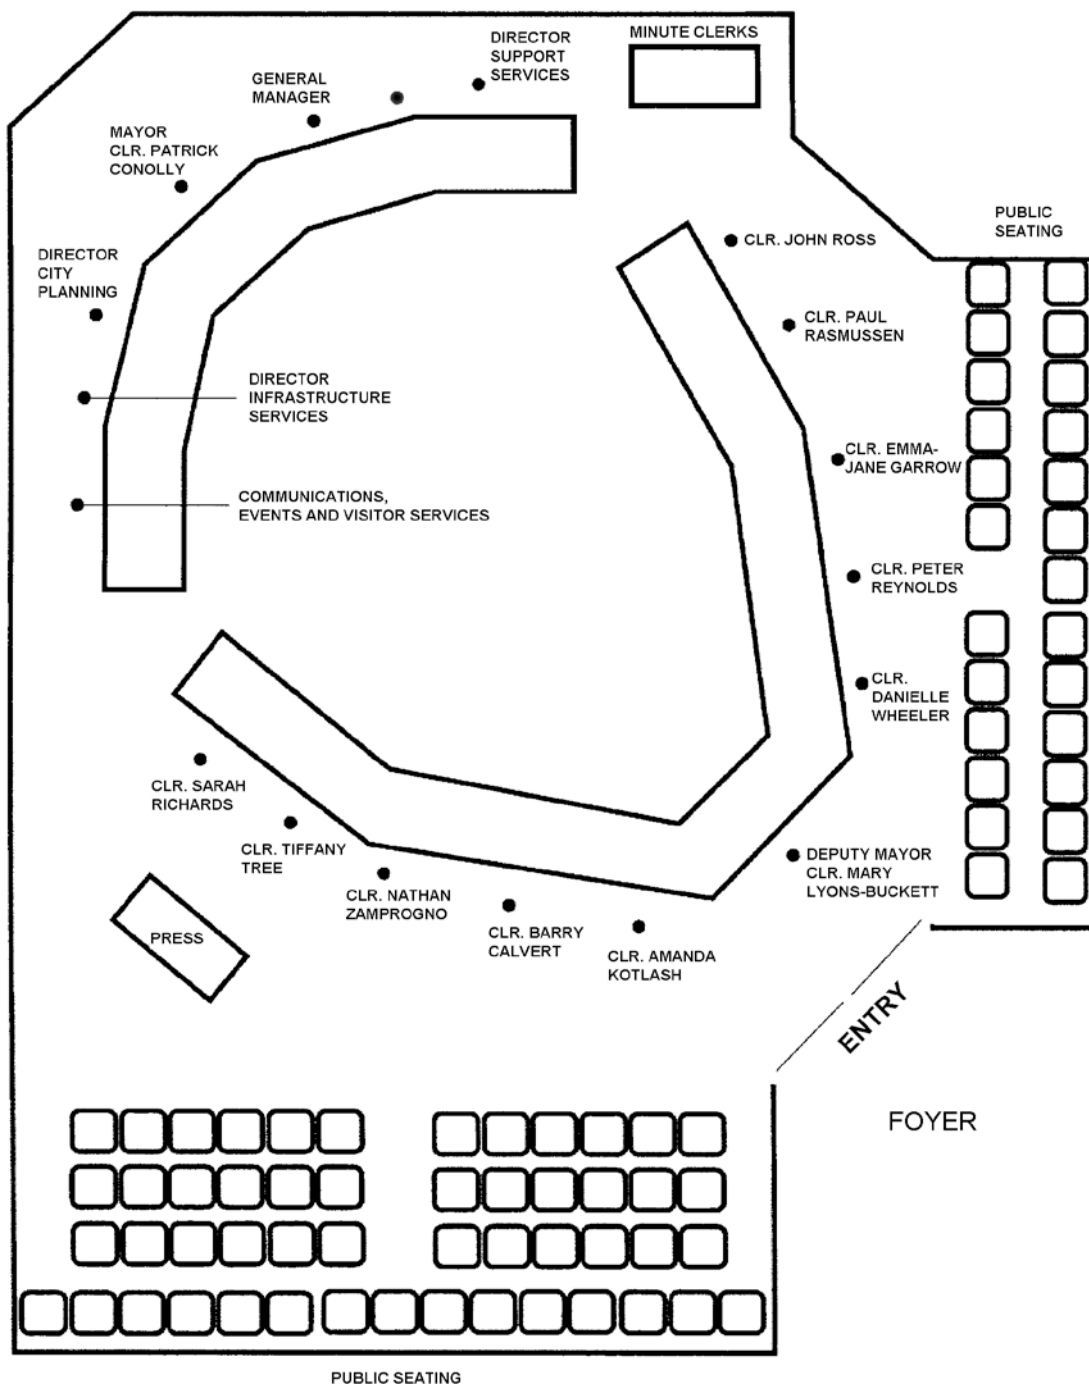 MINUTE CLERKS
DIRECTOR
SUPPORT
SERVICES
GENERAL
MANAGER
MAYOR
CLR. PATRICK
CONOLLY
DIRECTOR
CITY
PLANNING
DIRECTOR
INFRASTRUCTURE
SERVICES
COMMUNICATIONS,
EVENTS AND VISITOR SERVICES
CLR. JOHN ROSS
PUBLIC
SEATING
CLR. PAUL
RASMUSSEN
CLR. EMMA-
JANE GARROW
CLR. PETER
REYNOLDS
CLR.
DANIELLE
WHEELER
DEPUTY MAYOR
CLR. MARY
LYONS-BUCKETT
CLR. SARAH
RICHARDS
CLR. TIFFANY
TREE
CLR. NATHAN
ZAMPROGNO
CLR. BARRY
CALVERT
CLR. AMANDA
KOTLASH
PRESS
ENTRY
FOYER
PUBLIC SEATING